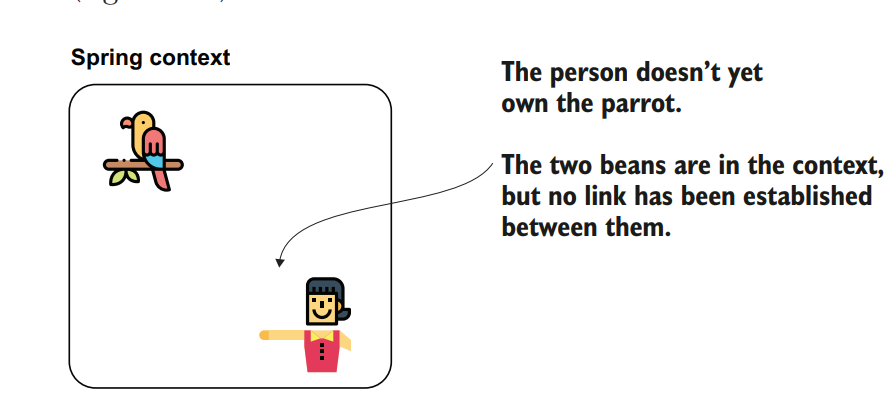 Spring context
The person doesn’t yet
own the parrot.
The two beans are in the context,
but no link has been established
between them.